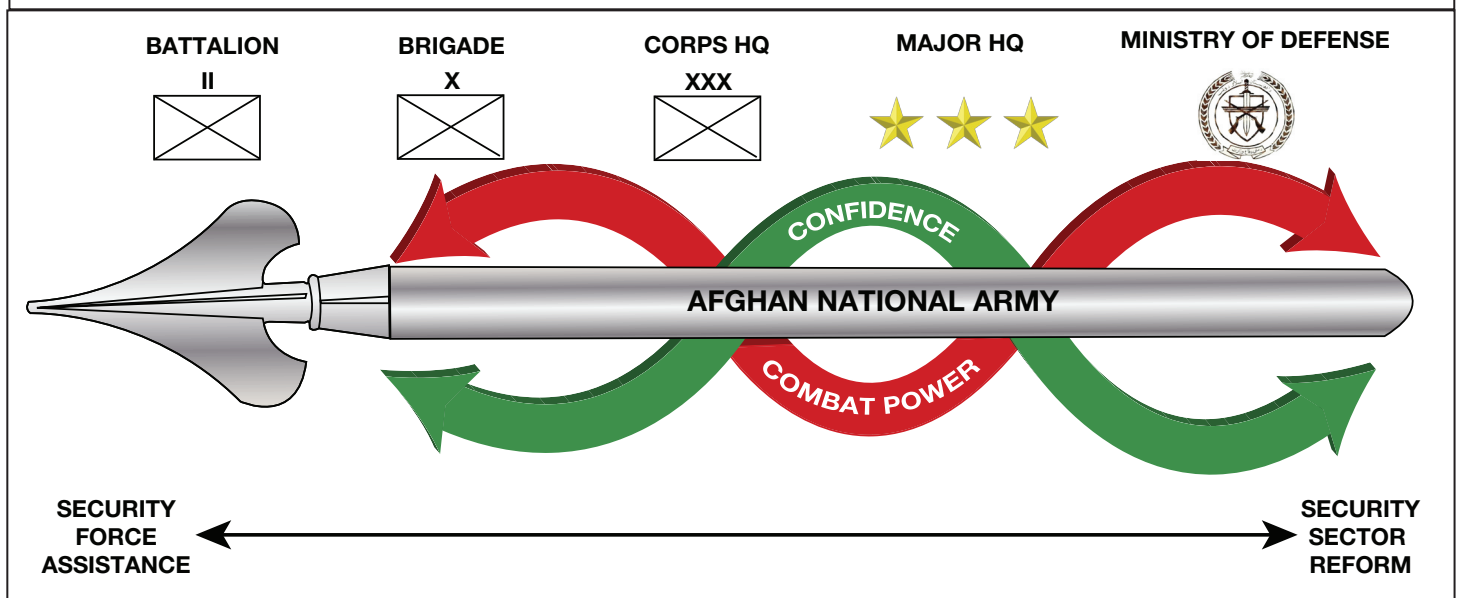 BATTALION
II
BRIGADE
X
CORPS HQ
XXX
MAJOR HQ
MINISTRY OF DEFENSE
CONFIDENCE
AFGHAN NATIONAL ARMY
COMBAT POWER
SECURITY
FORCE
ASSISTANCE
SECURITY
SECTOR
REFORM